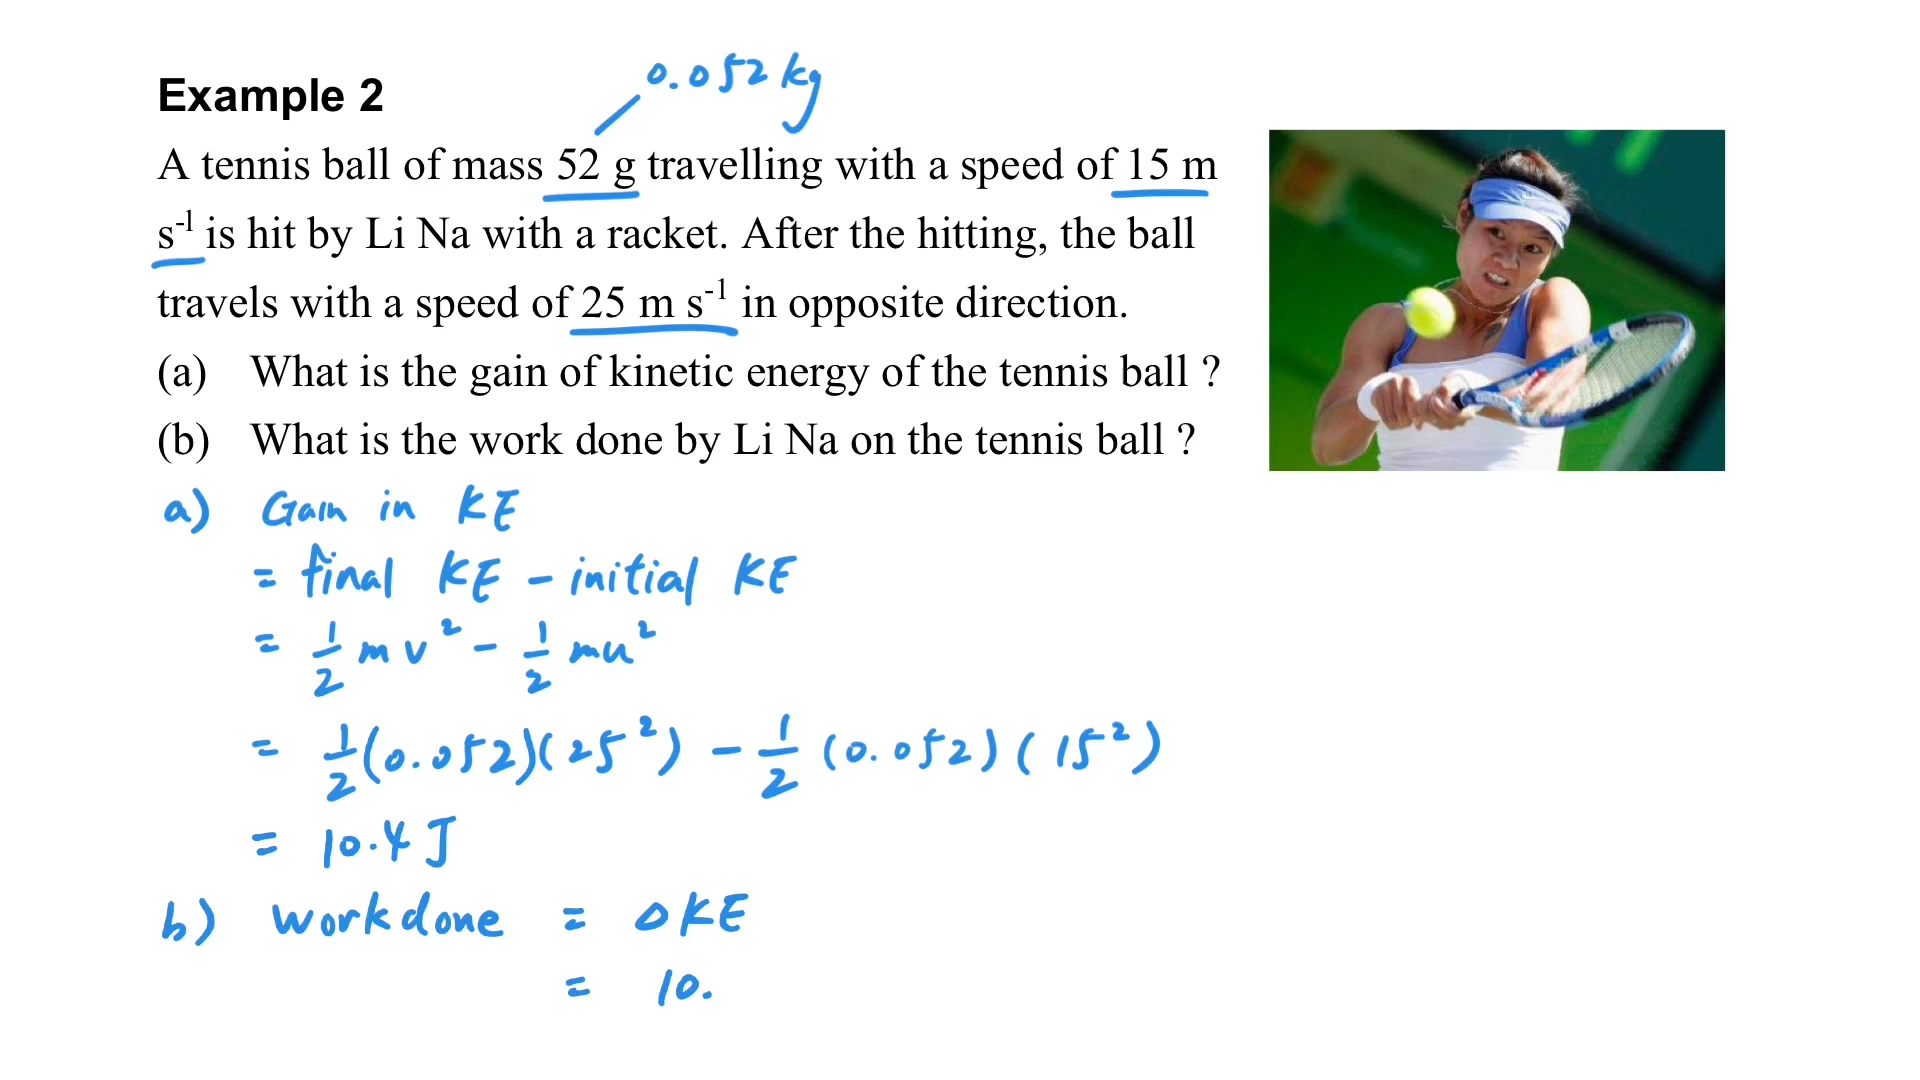 0.052 kg
Example 2
A tennis ball of mass 52 g travelling with a speed of 15 m
s⁻¹ is hit by Li Na with a racket. After the hitting, the ball
travels with a speed of 25 m s⁻¹ in opposite direction.
(a) What is the gain of kinetic energy of the tennis ball ?
(b) What is the work done by Li Na on the tennis ball ?
a) Gain in KE
= final KE - initial KE
= 1/2 mv² - 1/2 mu²
= 1/2 (0.052)(25²) - 1/2 (0.052)(15²)
= 10.4 J
b) work done = ΔKE
= 10.